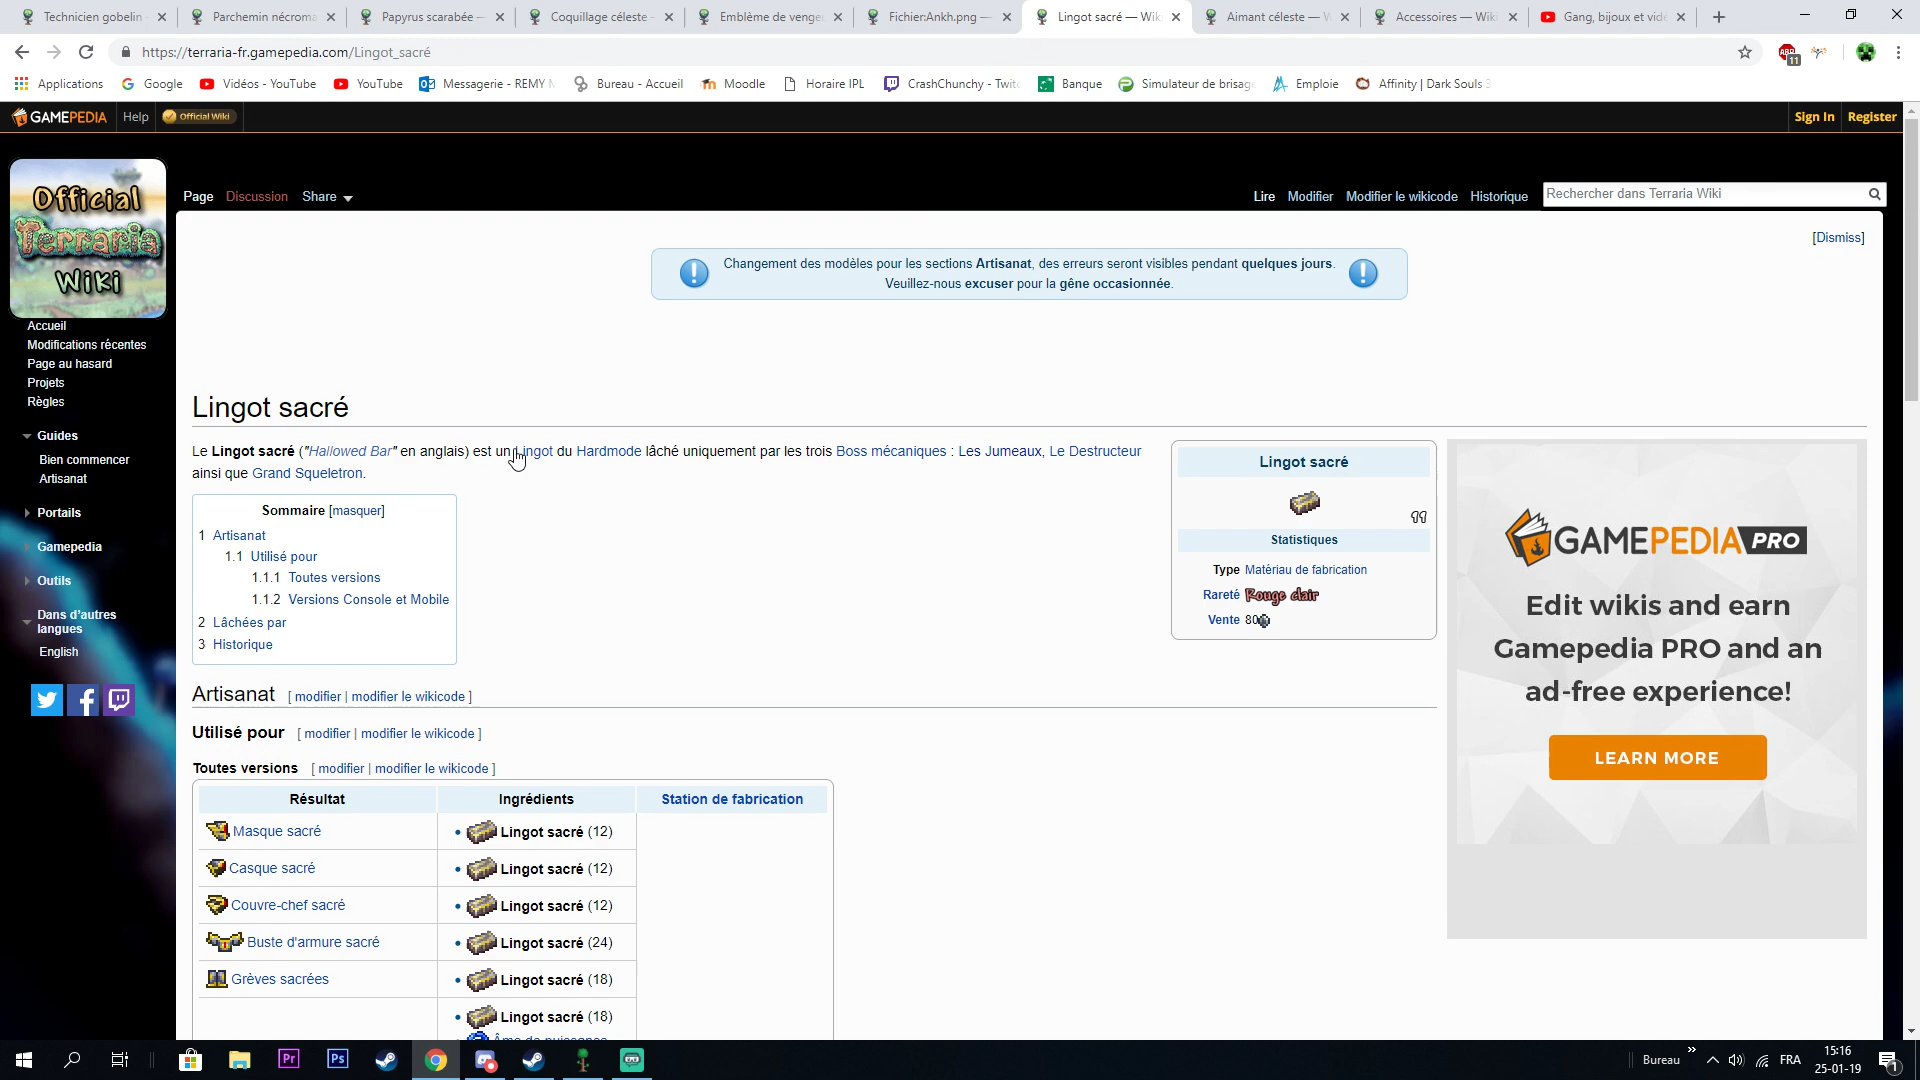 Technicien gobelin
Parchemin nécroma
Papyrus scarabée —
Coquillage céleste -
Emblème de venge
Fichier:Ankh.png —
Lingot sacré — Wiki
Aimant céleste — W
Accessoires — Wiki
Gang, bijoux et vide
https://terraria-fr.gamepedia.com/Lingot_sacré
ABP
11
Applications
Google
Vidéos - YouTube
YouTube
Messagerie - REMY
Bureau - Accueil
Moodle
Horaire IPL
CrashChunchy - Twitc
Banque
Simulateur de brisag
Emploie
Affinity | Dark Souls 3
GAMEPEDIA Help Official Wiki
Sign In Register
Official
Terraria
Wiki
Page Discussion Share
Lire Modifier Modifier le wikicode Historique
Rechercher dans Terraria Wiki
Accueil
Modifications récentes
Page au hasard
Projets
Règles
Guides
Bien commencer
Artisanat
Portails
Gamepedia
Outils
Dans d'autres
langues
English
[Dismiss]
Changement des modèles pour les sections Artisanat, des erreurs seront visibles pendant quelques jours.
Veuillez-nous excuser pour la gêne occasionnée.
Lingot sacré
Le Lingot sacré ("Hallowed Bar" en anglais) est un Lingot du Hardmode lâché uniquement par les trois Boss mécaniques : Les Jumeaux, Le Destructeur
ainsi que Grand Squeletron.
Sommaire [masquer]
1 Artisanat
1.1 Utilisé pour
1.1.1 Toutes versions
1.1.2 Versions Console et Mobile
2 Lâchées par
3 Historique
Lingot sacré
Statistiques
Type Matériau de fabrication
Rareté Rouge clair
Vente 80
Artisanat [ modifier | modifier le wikicode ]
Utilisé pour [ modifier | modifier le wikicode ]
Toutes versions [ modifier | modifier le wikicode ]
Résultat Ingrédients Station de fabrication
Masque sacré • Lingot sacré (12)
Casque sacré • Lingot sacré (12)
Couvre-chef sacré • Lingot sacré (12)
Buste d'armure sacré • Lingot sacré (24)
Grèves sacrées • Lingot sacré (18)
• Lingot sacré (18)
Âme de puissance
GAMEPEDIA PRO
Edit wikis and earn
Gamepedia PRO and an
ad-free experience!
LEARN MORE
Pr
Ps
Bureau
FRA
15:16
25-01-19
1